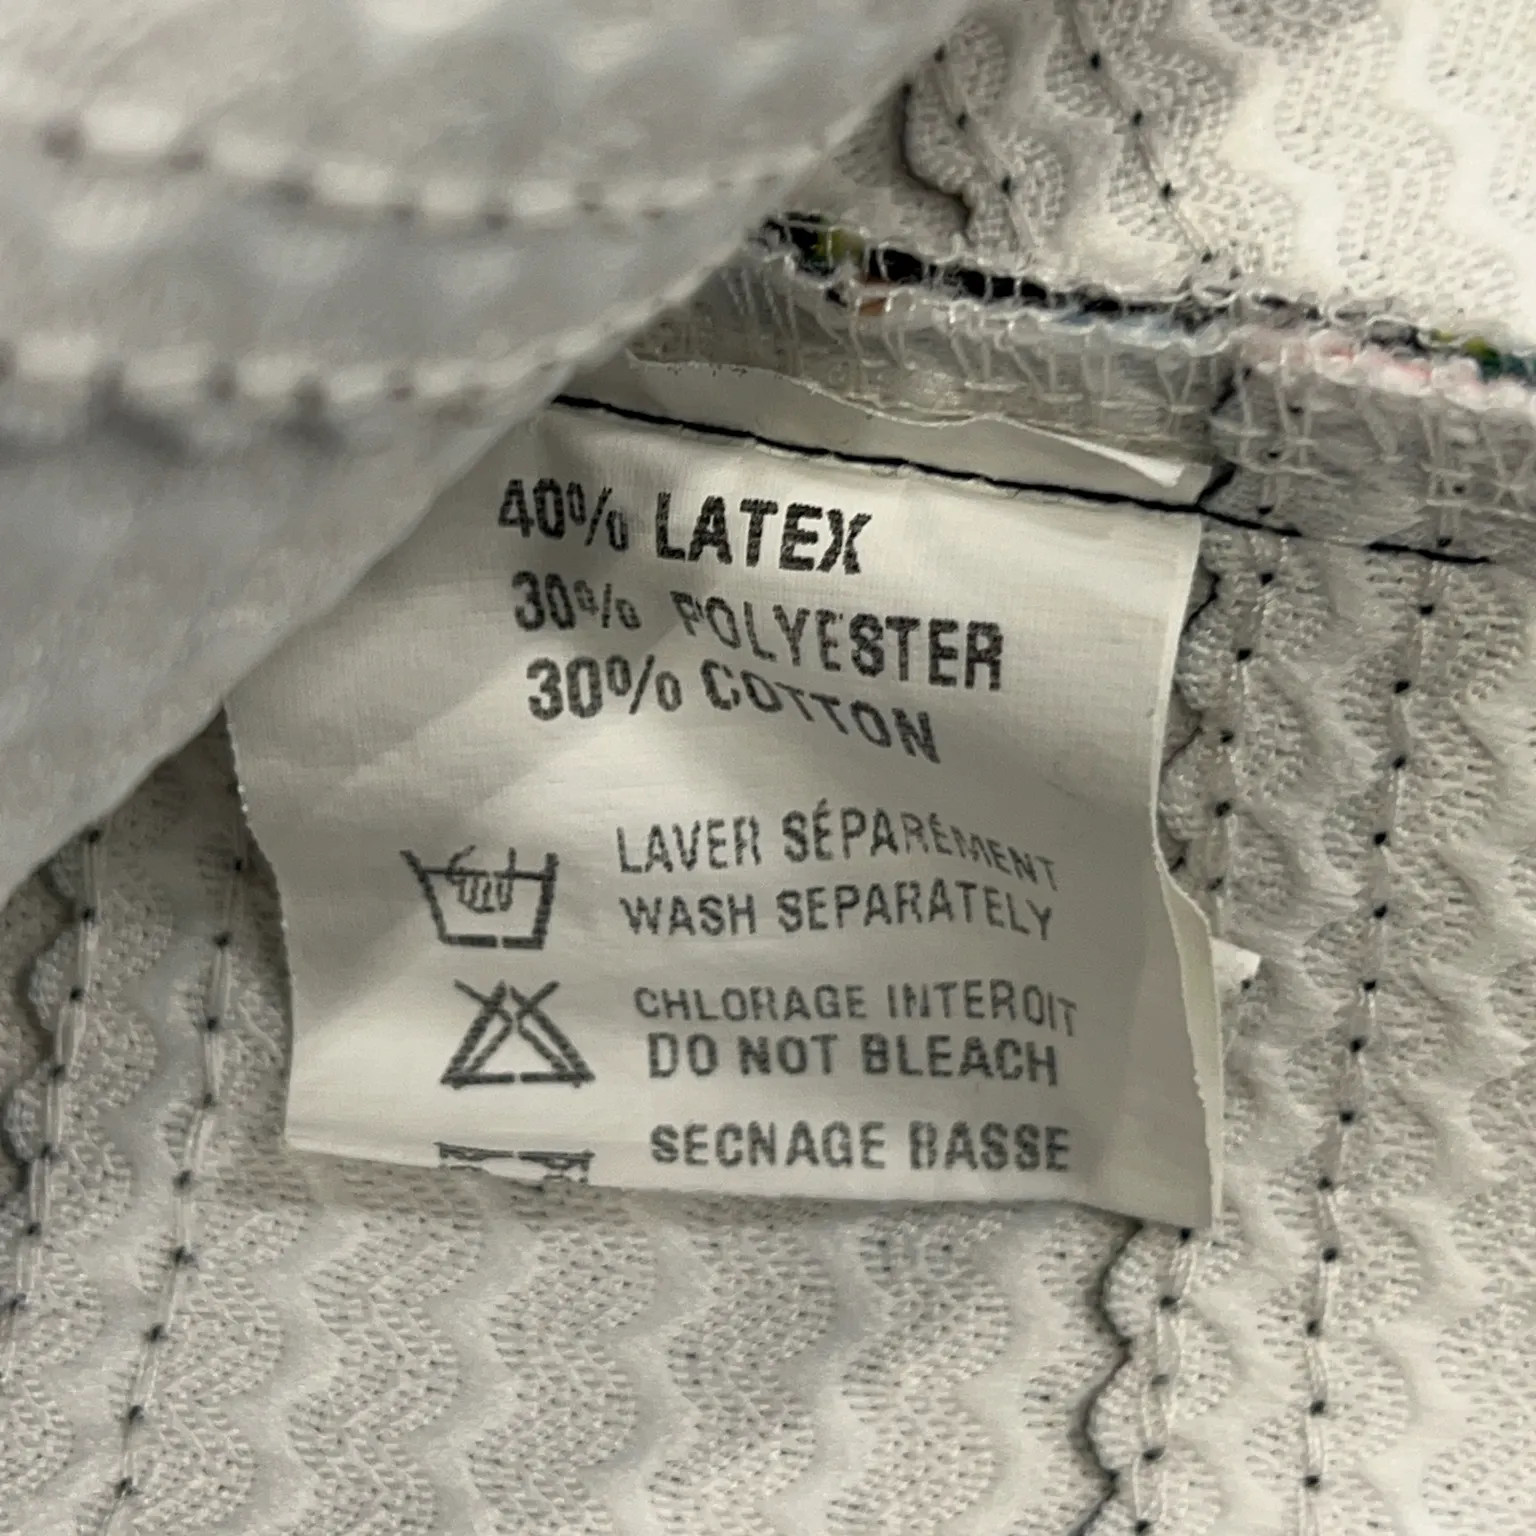 40% LATEX
30% POLYESTER
30% COTTON
LAVER SÉPARÉMENT
WASH SEPARATELY
CHLORAGE INTEROIT
DO NOT BLEACH
SECNAGE BASSE